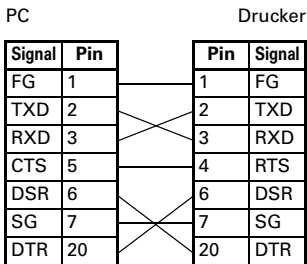 PC Drucker
Signal Pin Pin Signal
FG 1 1 FG
TXD 2 2 TXD
RXD 3 3 RXD
CTS 5 4 RTS
DSR 6 6 DSR
SG 7 7 SG
DTR 20 20 DTR